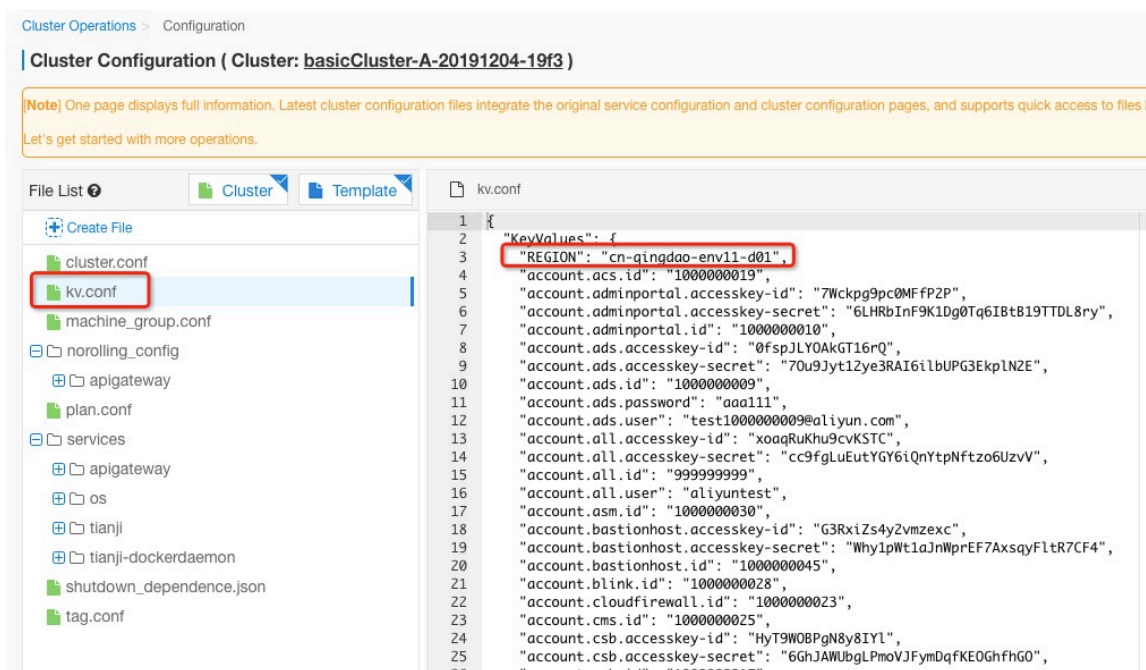 Cluster Operations > Configuration
Cluster Configuration ( Cluster: basicCluster-A-20191204-19f3 )
[Note] One page displays full information. Latest cluster configuration files integrate the original service configuration and cluster configuration pages, and supports quick access to files
Let's get started with more operations.
File List
Cluster
Template
kv.conf
Create File
cluster.conf
kv.conf
machine_group.conf
norolling_config
apigateway
plan.conf
services
apigateway
os
tianji
tianji-dockerdaemon
shutdown_dependence.json
tag.conf
1 {
2 "KeyValues": {
3 "REGION": "cn-qingdao-env11-d01",
4 "account.acs.id": "1000000019",
5 "account.adminportal.accesskey-id": "7Wckpg9pc0MFfP2P",
6 "account.adminportal.accesskey-secret": "6LHRbInF9K1Dg0Tq6IBtB19TTDL8ry",
7 "account.adminportal.id": "1000000010",
8 "account.ads.accesskey-id": "0fspJLYOAkGT16rQ",
9 "account.ads.accesskey-secret": "7Ou9Jyt12ye3RAI6ilbUPG3EkplN2E",
10 "account.ads.id": "1000000009",
11 "account.ads.password": "aaa111",
12 "account.ads.user": "test1000000009@aliyun.com",
13 "account.all.accesskey-id": "xoaqRuKhu9cvKSTC",
14 "account.all.accesskey-secret": "cc9fgLuEutYGY6iQnYtpNftzo6UzvV",
15 "account.all.id": "999999999",
16 "account.all.user": "aliyuntest",
17 "account.asm.id": "1000000030",
18 "account.bastionhost.accesskey-id": "G3RxiZs4y2vmzexc",
19 "account.bastionhost.accesskey-secret": "Why1pWt1aJnWprEF7AxsqyFltR7CF4",
20 "account.bastionhost.id": "1000000045",
21 "account.blink.id": "1000000028",
22 "account.cloudfirewall.id": "1000000023",
23 "account.cms.id": "1000000025",
24 "account.csb.accesskey-id": "HyT9WOBPgN8y8IYl",
25 "account.csb.accesskey-secret": "6GhJAWUbgLPmoVJFymDqfKEOGhfhGO",